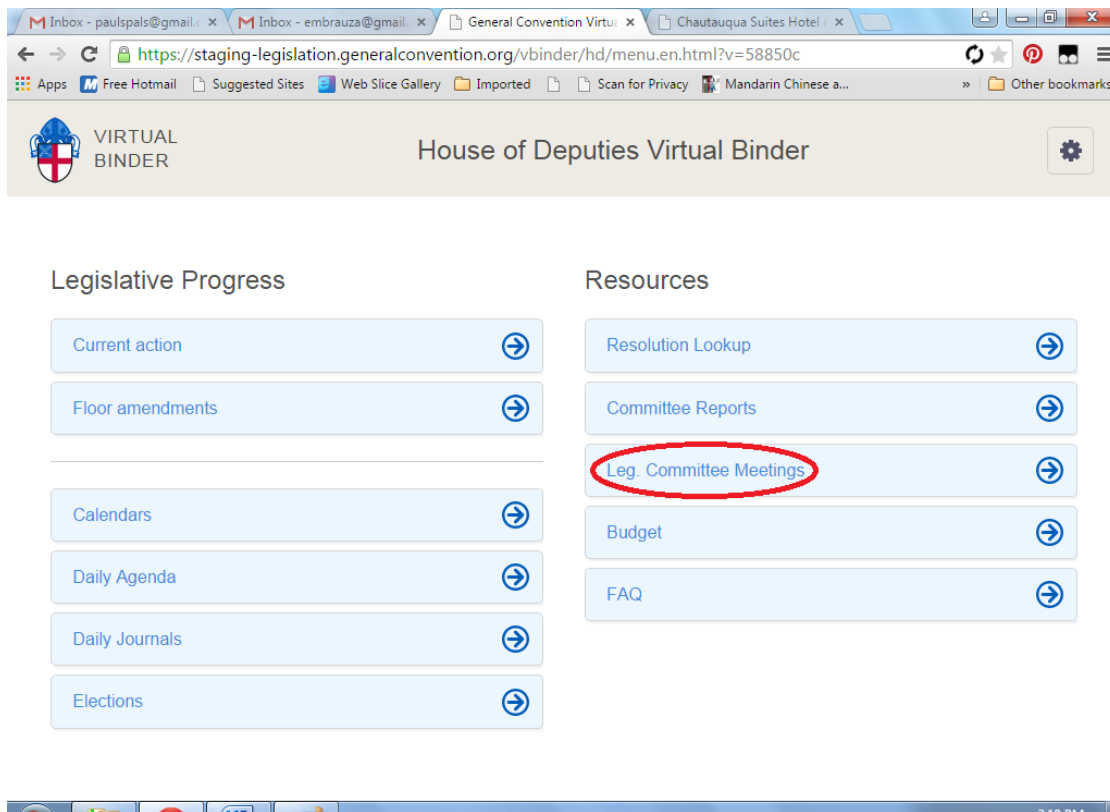 Inbox - paulspals@gmail.c
Inbox - embrauza@gmail.
General Convention Virtua
Chautauqua Suites Hotel
https://staging-legislation.generalconvention.org/vbinder/hd/menu.en.html?v=58850c
Apps
Free Hotmail
Suggested Sites
Web Slice Gallery
Imported
Scan for Privacy
Mandarin Chinese a...
»
Other bookmarks
VIRTUAL
BINDER
House of Deputies Virtual Binder
Legislative Progress
Current action
Floor amendments
Calendars
Daily Agenda
Daily Journals
Elections
Resources
Resolution Lookup
Committee Reports
Leg. Committee Meetings
Budget
FAQ